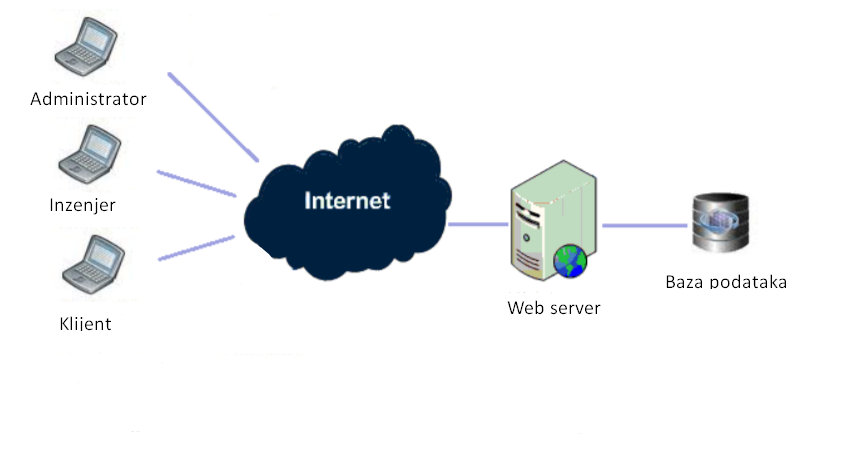 Administrator
Inzenjer
Klijent
Internet
Web server
Baza podataka